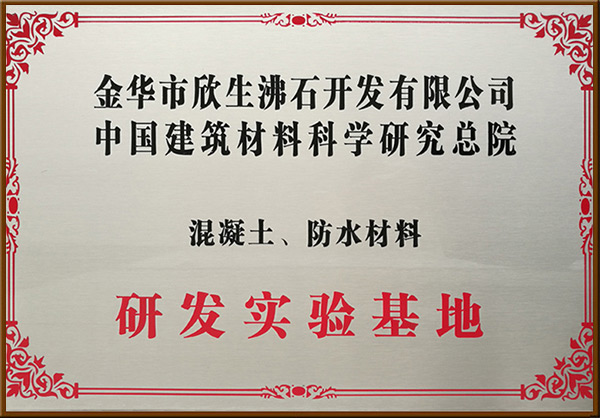 金华市欣生沸石开发有限公司
中国建筑材料科学研究总院
混凝土、防水材料
研发实验基地